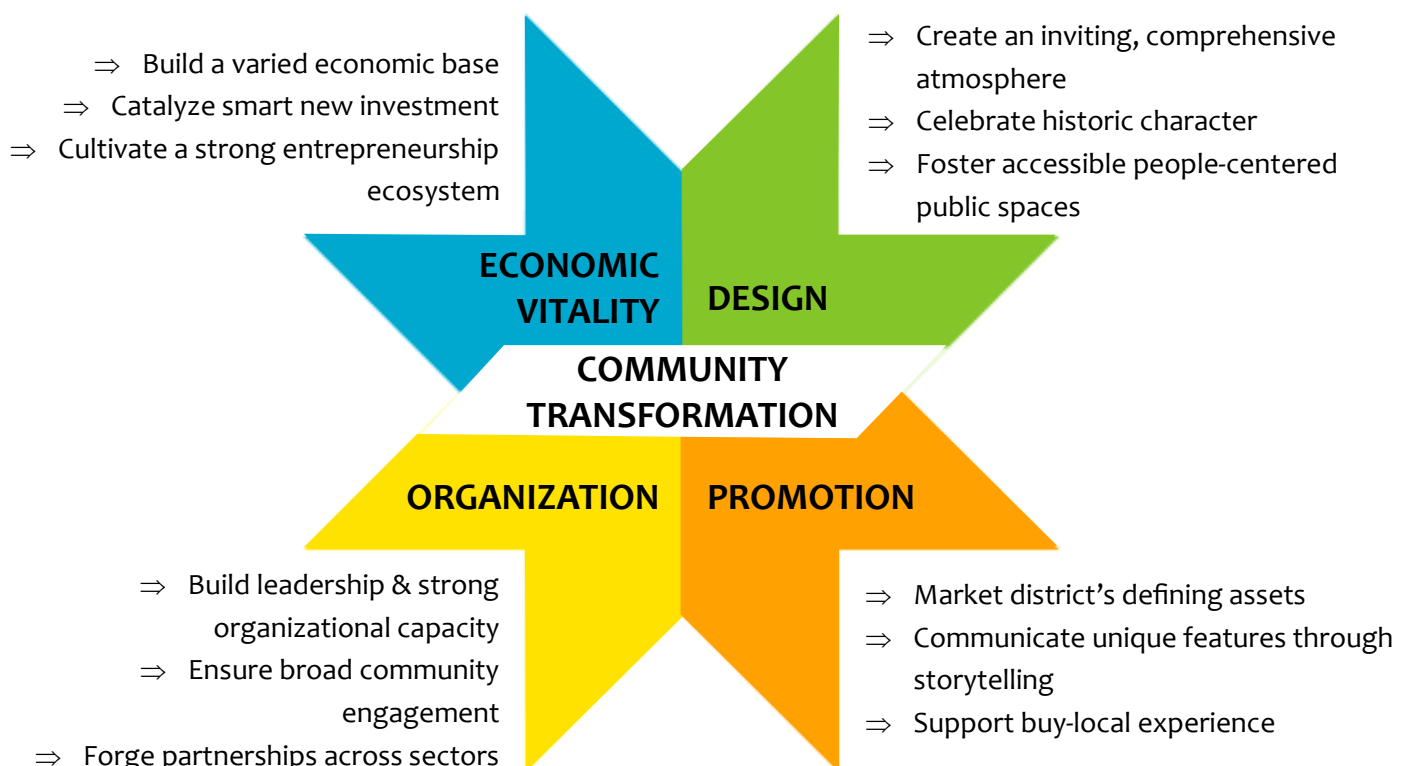 ⇒ Build a varied economic base
⇒ Catalyze smart new investment
⇒ Cultivate a strong entrepreneurship
ecosystem
⇒ Create an inviting, comprehensive
atmosphere
⇒ Celebrate historic character
⇒ Foster accessible people-centered
public spaces
ECONOMIC
VITALITY
DESIGN
COMMUNITY
TRANSFORMATION
ORGANIZATION
PROMOTION
⇒ Build leadership & strong
organizational capacity
⇒ Ensure broad community
engagement
⇒ Forge partnerships across sectors
⇒ Market district’s defining assets
⇒ Communicate unique features through
storytelling
⇒ Support buy-local experience